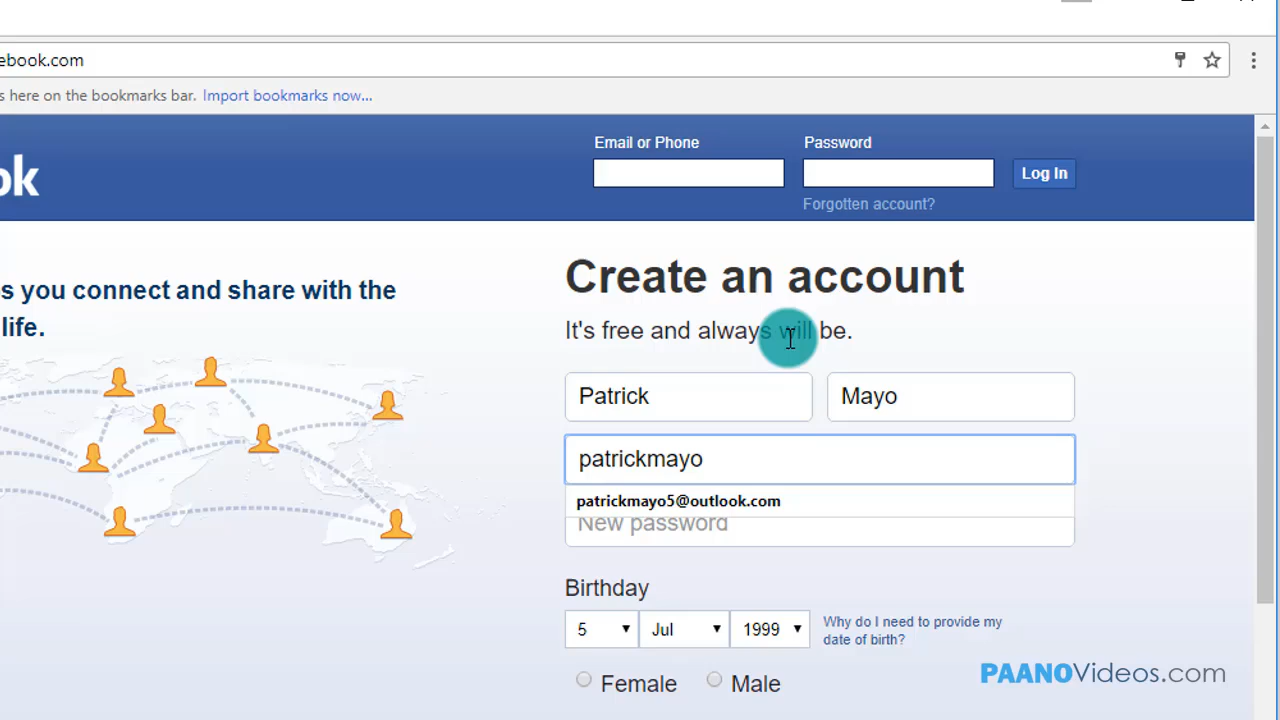 ebook.com
s here on the bookmarks bar. Import bookmarks now...
Email or Phone
Password
ok
Log In
Forgotten account?
Create an account
s you connect and share with the
life.
It's free and always will be.
Patrick
Mayo
patrickmayo
patrickmayo5@outlook.com
New password
Birthday
5
Jul
1999
Why do I need to provide my
date of birth?
Female
Male
PAANOVideos.com